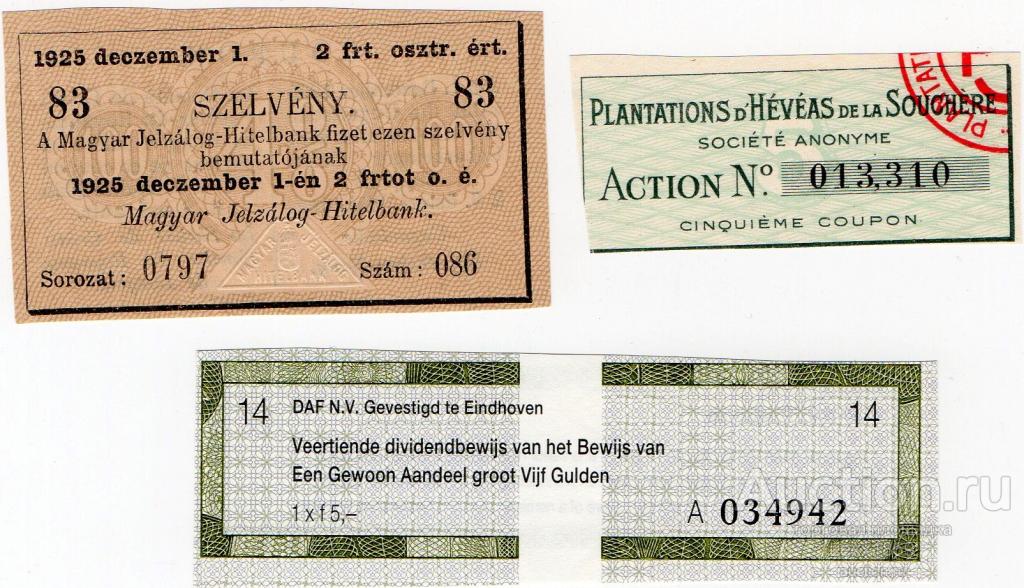 1925 deczember 1. 2 frt. osztr. ért.
83 SZELVÉNY. 83
A Magyar Jelzálog-Hitelbank fizet ezen szelvény
bemutatójának
1925 deczember 1-én 2 frtot o. é.
Magyar Jelzálog-Hitelbank.
MAGYAR JELZÁLOG
HITELBANK
Sorozat: 0797 Szám: 086
PLANTATIONS D'HÉVÉAS DE LA SOUCHÈRE
SOCIÉTÉ ANONYME
ACTION No. 013,310
CINQUIÈME COUPON
14 DAF N.V. Gevestigd te Eindhoven 14
Veertiende dividendbewijs van het Bewijs van
Een Gewoon Aandeel groot Vijf Gulden
1 x f 5,–
A 034942
Auction.ru